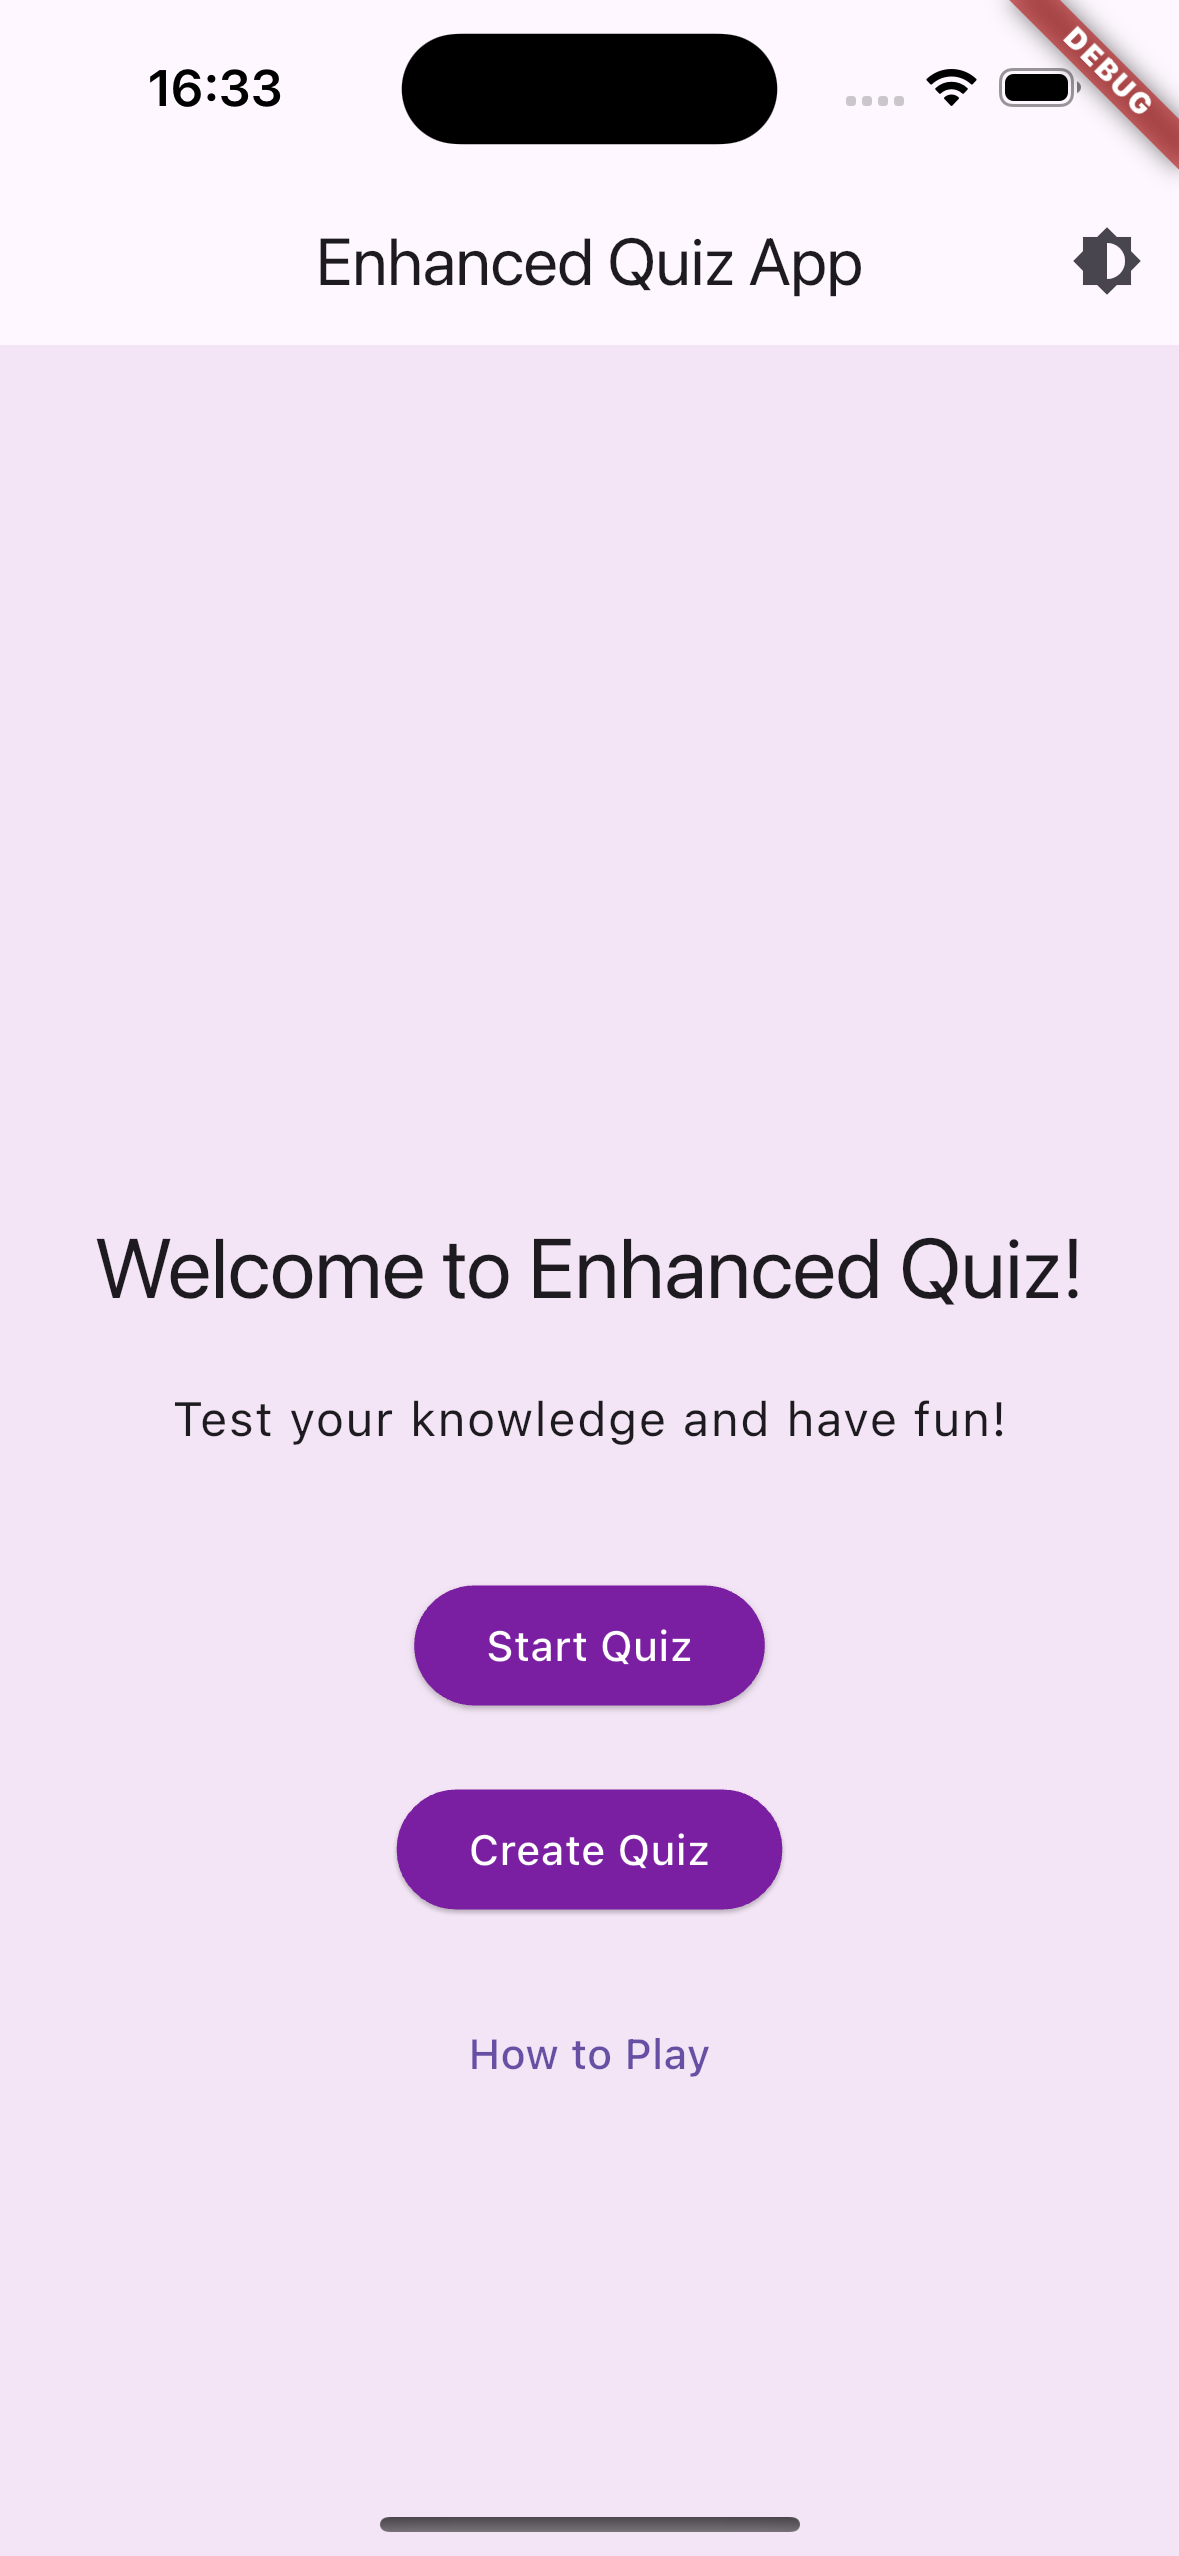 16:33
DEBUG
Enhanced Quiz App
Welcome to Enhanced Quiz!
Test your knowledge and have fun!
Start Quiz
Create Quiz
How to Play